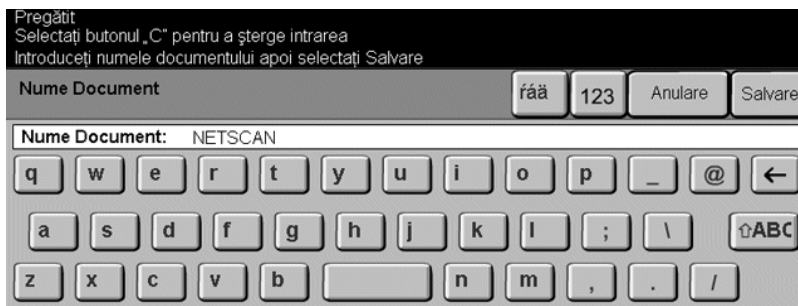 Pregătit
Selectați butonul „C" pentru a șterge intrarea
Introduceți numele documentului apoi selectați Salvare
Nume Document ŕáä 123 Anulare Salvare
Nume Document: NETSCAN
q w e r t y u i o p _ @ ←
a s d f g h j k l ; \ ⇧ABC
z x c v b n m , . /